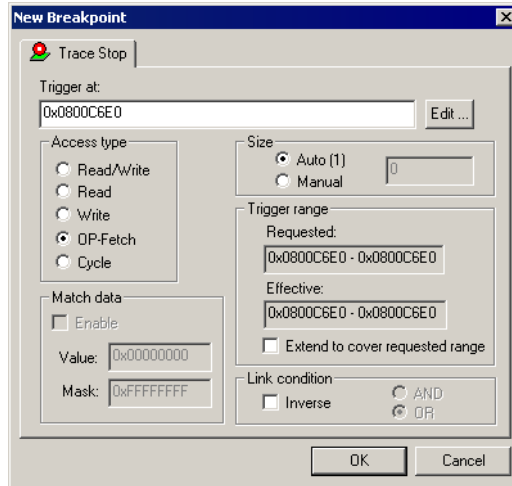 New Breakpoint
Trace Stop
Trigger at:
0x0800C6E0
Edit ...
Access type
Read/Write
Read
Write
OP-Fetch
Cycle
Size
Auto (1)
0
Manual
Trigger range
Requested:
0x0800C6E0 - 0x0800C6E0
Effective:
0x0800C6E0 - 0x0800C6E0
Extend to cover requested range
Match data
Enable
Value: 0x00000000
Mask: 0xFFFFFFFF
Link condition
Inverse
AND
OR
OK
Cancel